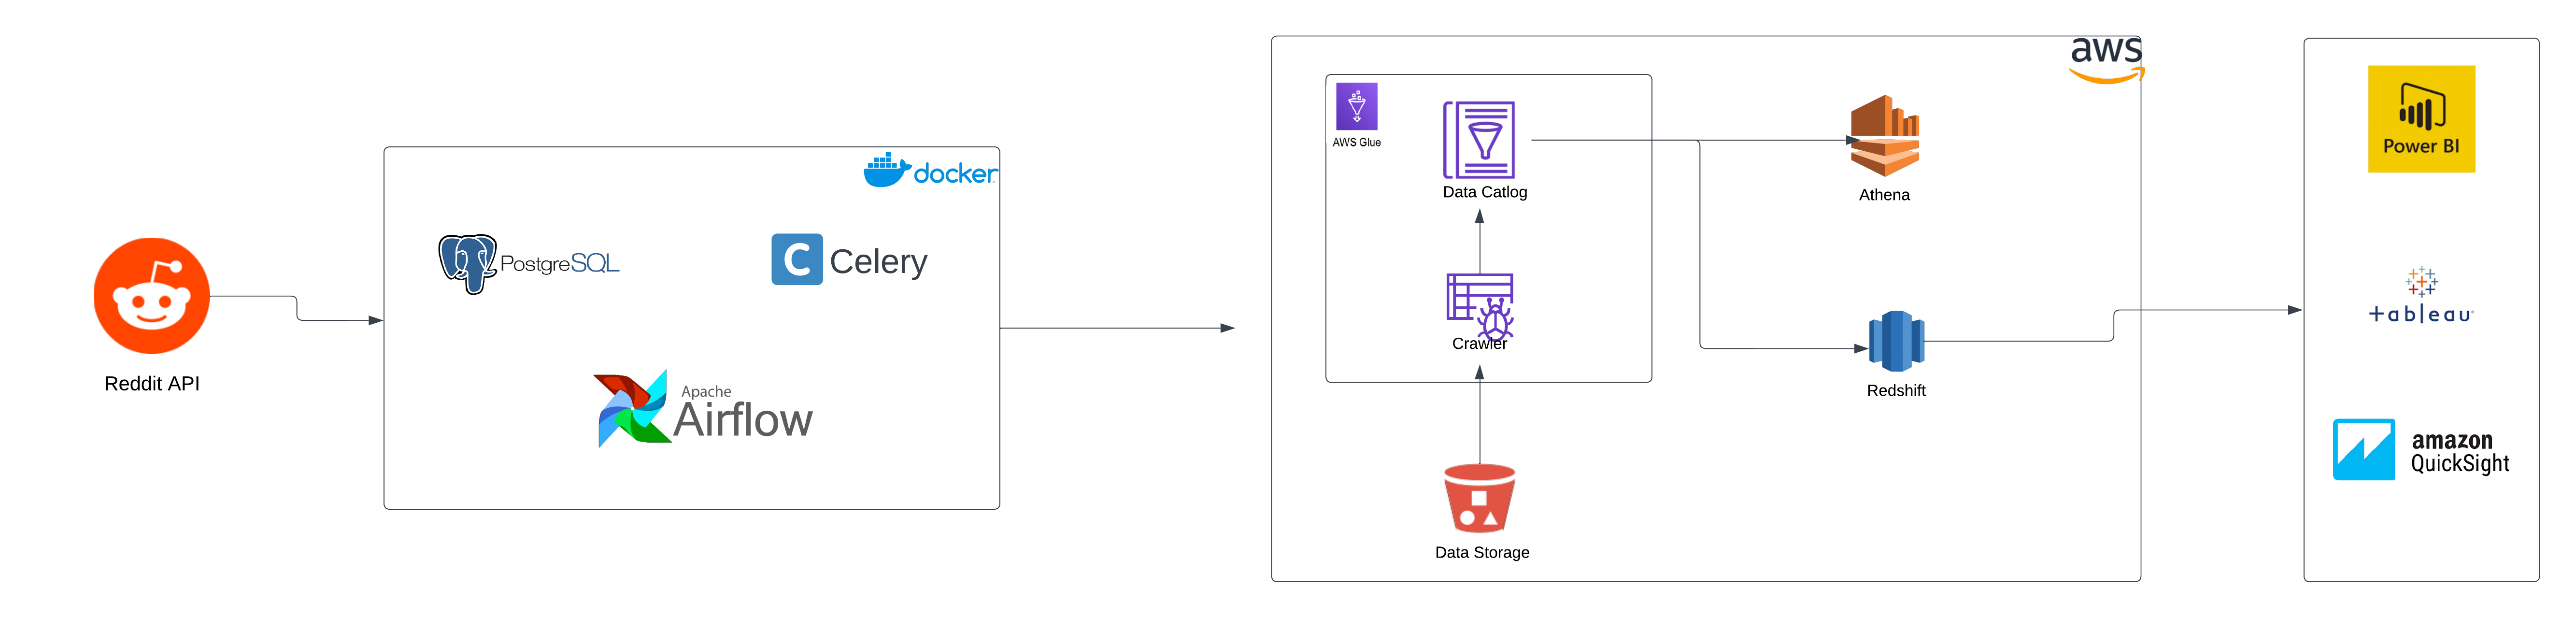 Reddit API
docker
PostgreSQL
C Celery
Apache
Airflow
aws
AWS Glue
Data Catlog
Crawler
Data Storage
Athena
Redshift
Power BI
+ableau
amazon
QuickSight